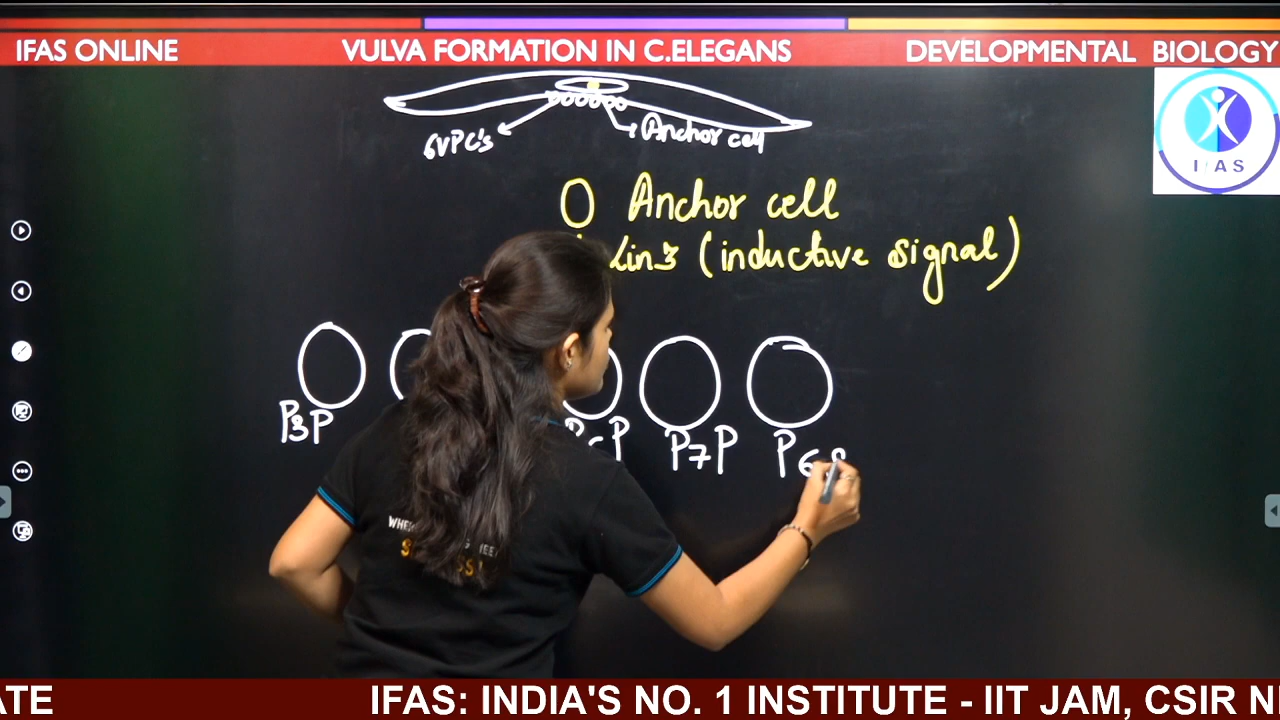 IFAS ONLINE
VULVA FORMATION IN C.ELEGANS
DEVELOPMENTAL BIOLOGY
IFAS
6VPC's
Anchor cell
Anchor cell
Lin3 (inductive signal)
P3P
P7P
P6
ATE
IFAS: INDIA'S NO. 1 INSTITUTE - IIT JAM, CSIR N